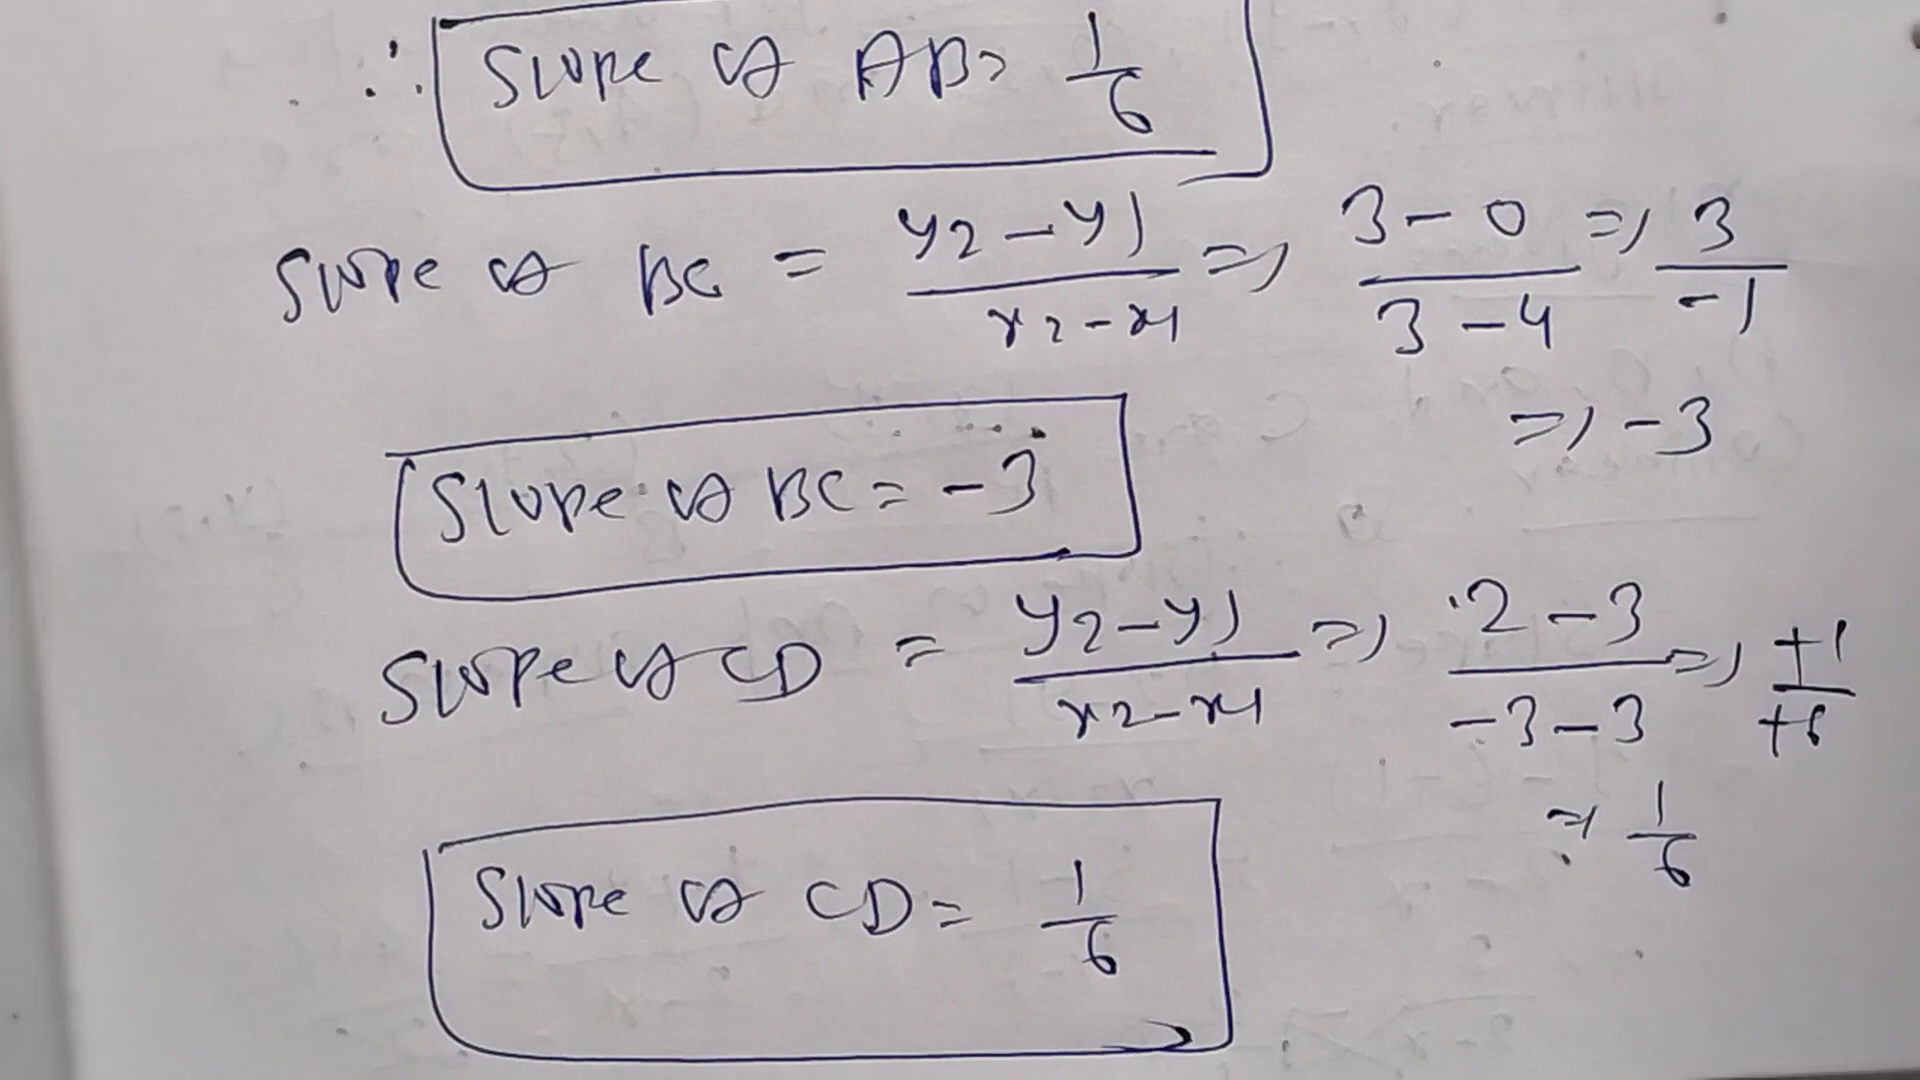 ∴ Slope of AB = 1/6
Slope of BC = y2-y1/x2-x1 => 3-0/3-4 => 3/-1
=> -3
Slope of BC = -3
Slope of CD = y2-y1/x2-x1 => 2-3/-3-3 => +1/+6
=> 1/6
Slope of CD = 1/6